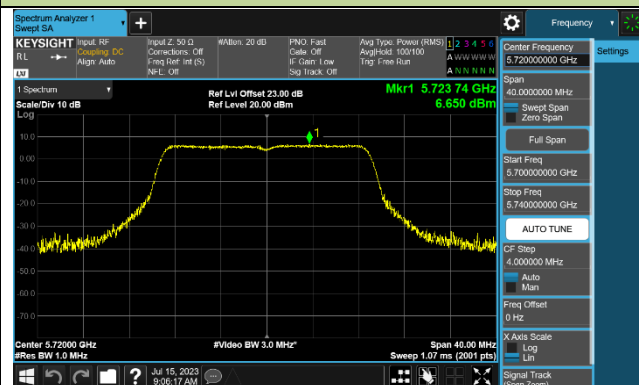 Spectrum Analyzer 1
Swept SA
Frequency
KEYSIGHT
RL
LXI
Input: RF
Coupling: DC
Align: Auto
Input Z: 50 Ω
Corrections: Off
Freq Ref: Int (S)
NFE: Off
#Atten: 20 dB
PNO: Fast
Gate: Off
IF Gain: Low
Sig Track: Off
Avg Type: Power (RMS)
Avg|Hold: 100/100
Trig: Free Run
1 2 3 4 5 6
A W W W W W
A N N N N N
Center Frequency
5.720000000 GHz
Settings
Span
40.0000000 MHz
Swept Span
Zero Span
Full Span
Start Freq
5.700000000 GHz
Stop Freq
5.740000000 GHz
AUTO TUNE
CF Step
4.000000 MHz
Auto
Man
Freq Offset
0 Hz
X Axis Scale
Log
Lin
Signal Track
(Span Zoom)
1 Spectrum
Scale/Div 10 dB
Log
Ref Lvl Offset 23.00 dB
Ref Level 20.00 dBm
Mkr1 5.723 74 GHz
6.650 dBm
1
10.0
0.00
-10.0
-20.0
-30.0
-40.0
-50.0
-60.0
-70.0
Center 5.72000 GHz
#Res BW 1.0 MHz
#Video BW 3.0 MHz*
Span 40.00 MHz
Sweep 1.07 ms (2001 pts)
?
Jul 15, 2023
9:06:17 AM